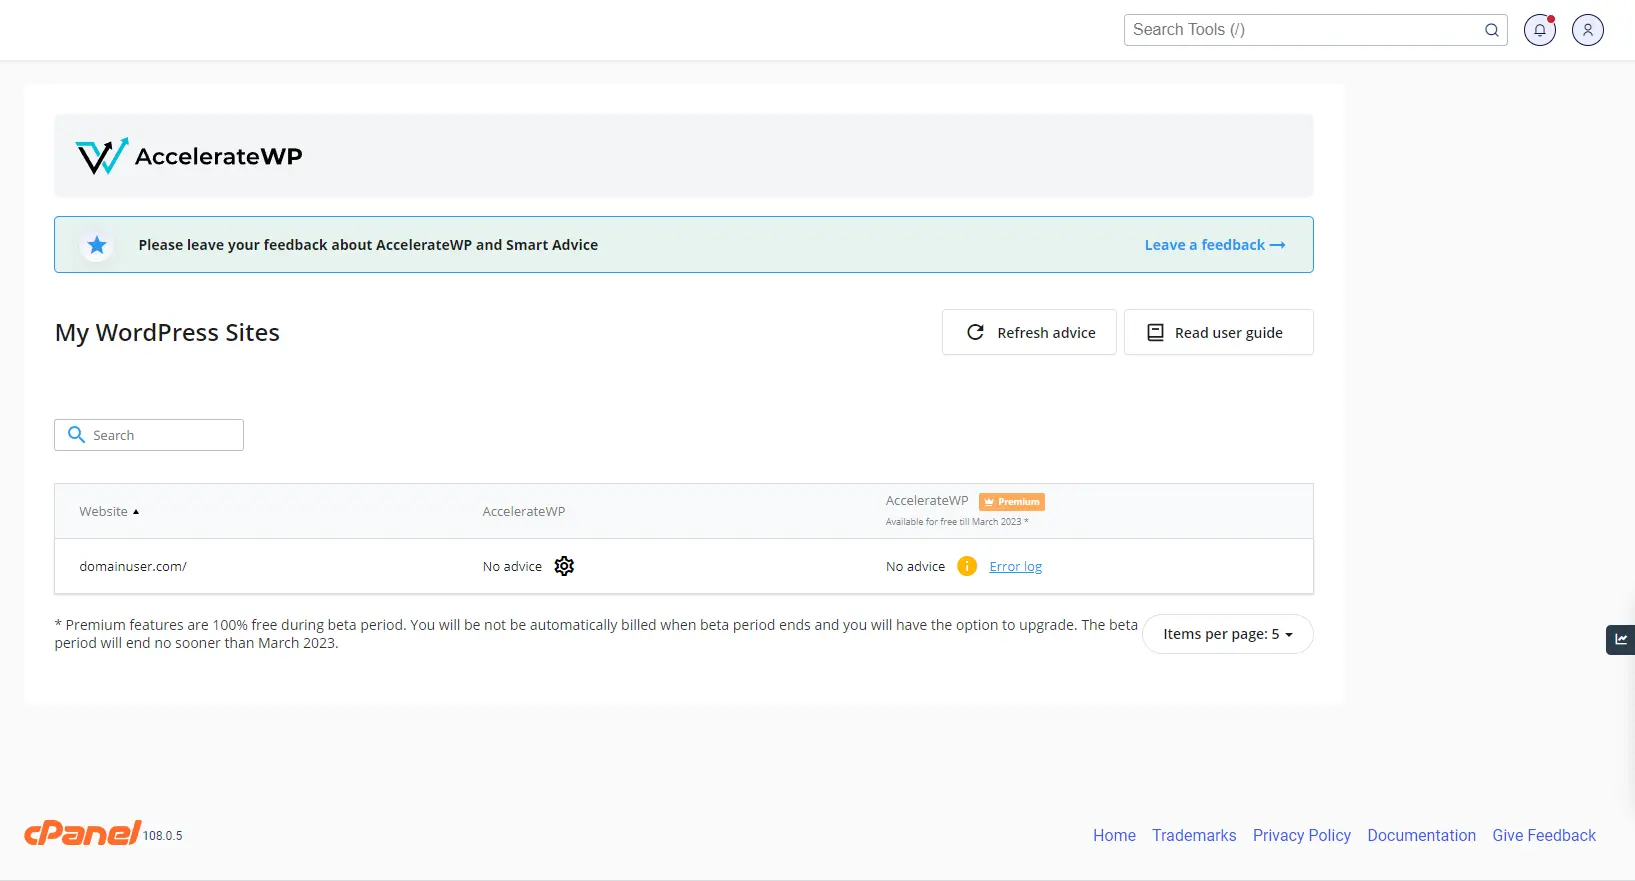 Search Tools (/)
AccelerateWP
Please leave your feedback about AccelerateWP and Smart Advice
Leave a feedback
My WordPress Sites
Refresh advice
Read user guide
Search
Website
AccelerateWP
AccelerateWP Premium
Available for free till March 2023 *
domainuser.com/
No advice
No advice
Error log
* Premium features are 100% free during beta period. You will be not be automatically billed when beta period ends and you will have the option to upgrade. The beta
period will end no sooner than March 2023.
Items per page: 5
cPanel 108.0.5
Home
Trademarks
Privacy Policy
Documentation
Give Feedback